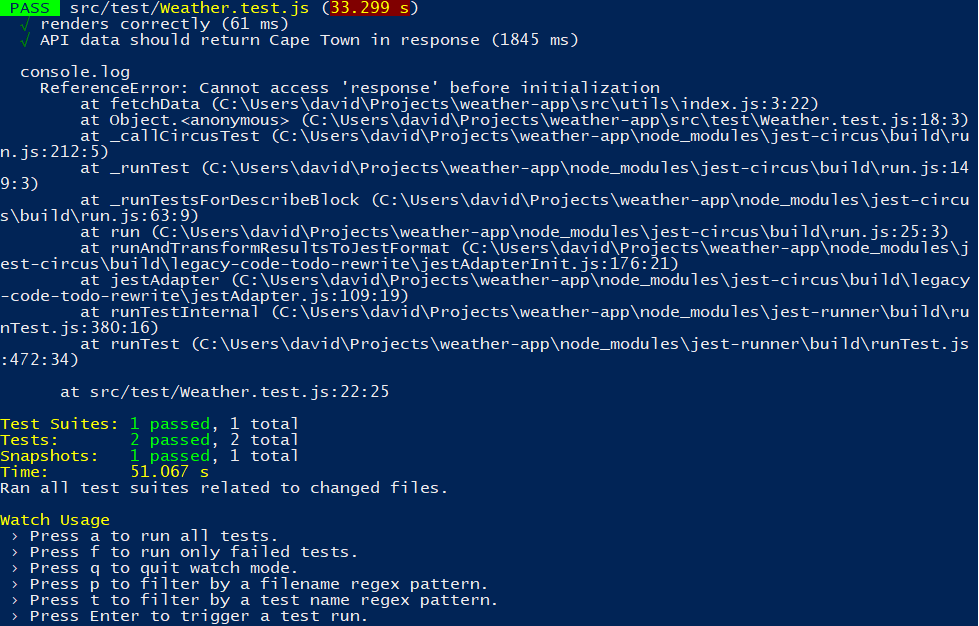 PASS src/test/Weather.test.js (33.299 s)
√ renders correctly (61 ms)
√ API data should return Cape Town in response (1845 ms)
console.log
ReferenceError: Cannot access 'response' before initialization
at fetchData (C:\Users\david\Projects\weather-app\src\utils\index.js:3:22)
at Object.<anonymous> (C:\Users\david\Projects\weather-app\src\test\Weather.test.js:18:3)
at _callCircusTest (C:\Users\david\Projects\weather-app\node_modules\jest-circus\build\ru
n.js:212:5)
at _runTest (C:\Users\david\Projects\weather-app\node_modules\jest-circus\build\run.js:14
9:3)
at _runTestsForDescribeBlock (C:\Users\david\Projects\weather-app\node_modules\jest-circu
s\build\run.js:63:9)
at run (C:\Users\david\Projects\weather-app\node_modules\jest-circus\build\run.js:25:3)
at runAndTransformResultsToJestFormat (C:\Users\david\Projects\weather-app\node_modules\j
est-circus\build\legacy-code-todo-rewrite\jestAdapterInit.js:176:21)
at jestAdapter (C:\Users\david\Projects\weather-app\node_modules\jest-circus\build\legacy
-code-todo-rewrite\jestAdapter.js:109:19)
at runTestInternal (C:\Users\david\Projects\weather-app\node_modules\jest-runner\build\ru
nTest.js:380:16)
at runTest (C:\Users\david\Projects\weather-app\node_modules\jest-runner\build\runTest.js
:472:34)
at src/test/Weather.test.js:22:25
Test Suites: 1 passed, 1 total
Tests: 2 passed, 2 total
Snapshots: 1 passed, 1 total
Time: 51.067 s
Ran all test suites related to changed files.
Watch Usage
› Press a to run all tests.
› Press f to run only failed tests.
› Press q to quit watch mode.
› Press p to filter by a filename regex pattern.
› Press t to filter by a test name regex pattern.
› Press Enter to trigger a test run.